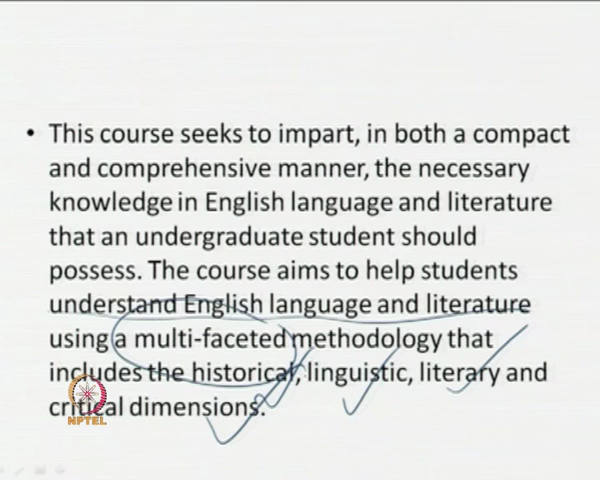 • This course seeks to impart, in both a compact
and comprehensive manner, the necessary
knowledge in English language and literature
that an undergraduate student should
possess. The course aims to help students
understand English language and literature
using a multi-faceted methodology that
includes the historical, linguistic, literary and
critical dimensions.
NPTEL